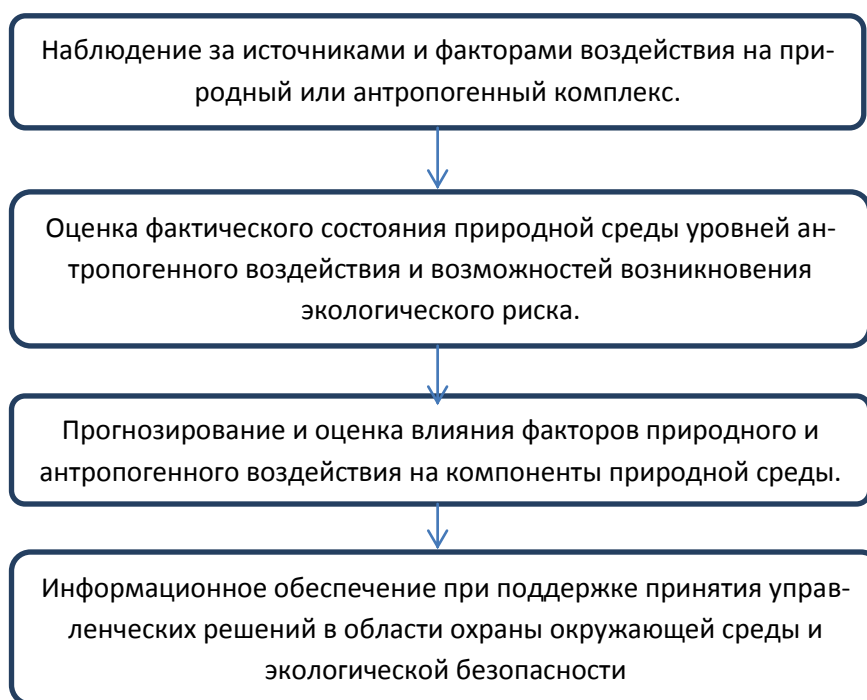 Наблюдение за источниками и факторами воздействия на при-
родный или антропогенный комплекс.
Оценка фактического состояния природной среды уровней ан-
тропогенного воздействия и возможностей возникновения
экологического риска.
Прогнозирование и оценка влияния факторов природного и
антропогенного воздействия на компоненты природной среды.
Информационное обеспечение при поддержке принятия управ-
ленческих решений в области охраны окружающей среды и
экологической безопасности